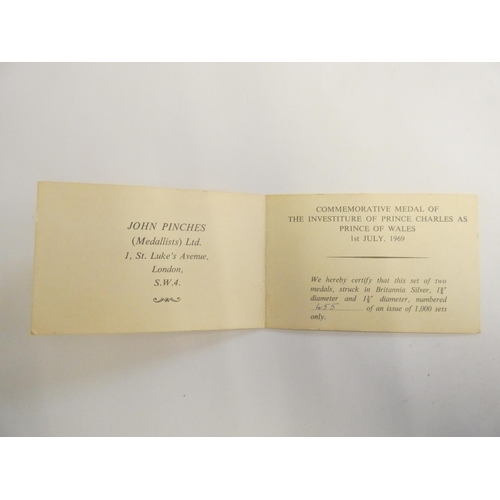 JOHN PINCHES
(Medallists) Ltd.
1, St. Luke's Avenue,
London,
S.W.4.
COMMEMORATIVE MEDAL OF
THE INVESTITURE OF PRINCE CHARLES AS
PRINCE OF WALES
1st JULY, 1969
We hereby certify that this set of two
medals, struck in Britannia Silver,
diameter and diameter, numbered
455 of an issue of 1,000 sets
only.